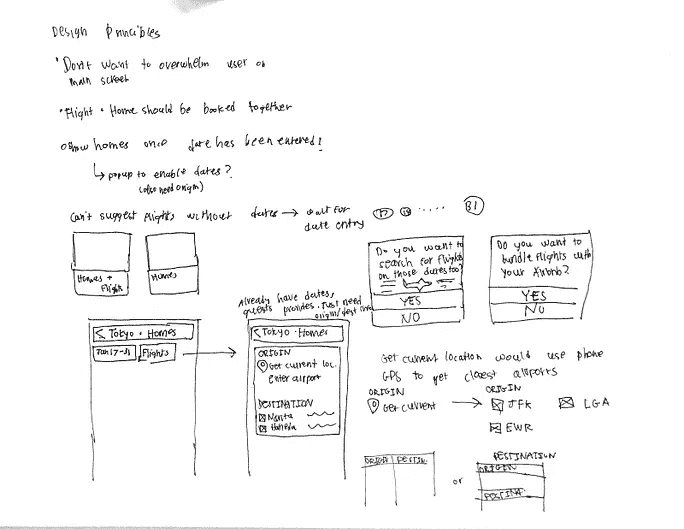 Design Principles
• Don't want to overwhelm user on
main screen
• Flight + Home should be booked together
• Show homes once date has been entered!
↳ popup to enable dates?
(also need origin)
Can't suggest flights without dates → wait for
date entry
17 18 ..... 31
Homes +
Flights
Homes
Do you want to
search for flights
on those dates too?
YES
NO
Do you want to
bundle flights with
your Airbnb?
YES
NO
Already have dates,
guests provides. Just need
origin/dest info
< Tokyo · Homes
Jan 17-31 Flights
< Tokyo · Homes
ORIGIN
Get current loc.
Enter airport
DESTINATION
Narita
Haneda
Get current location would use phone
GPS to get closest airports
ORIGIN
Get current →
ORIGIN
JFK LGA
EWR
ORIGIN DESTIN
or
DESTINATION
ORIGIN
DESTINA